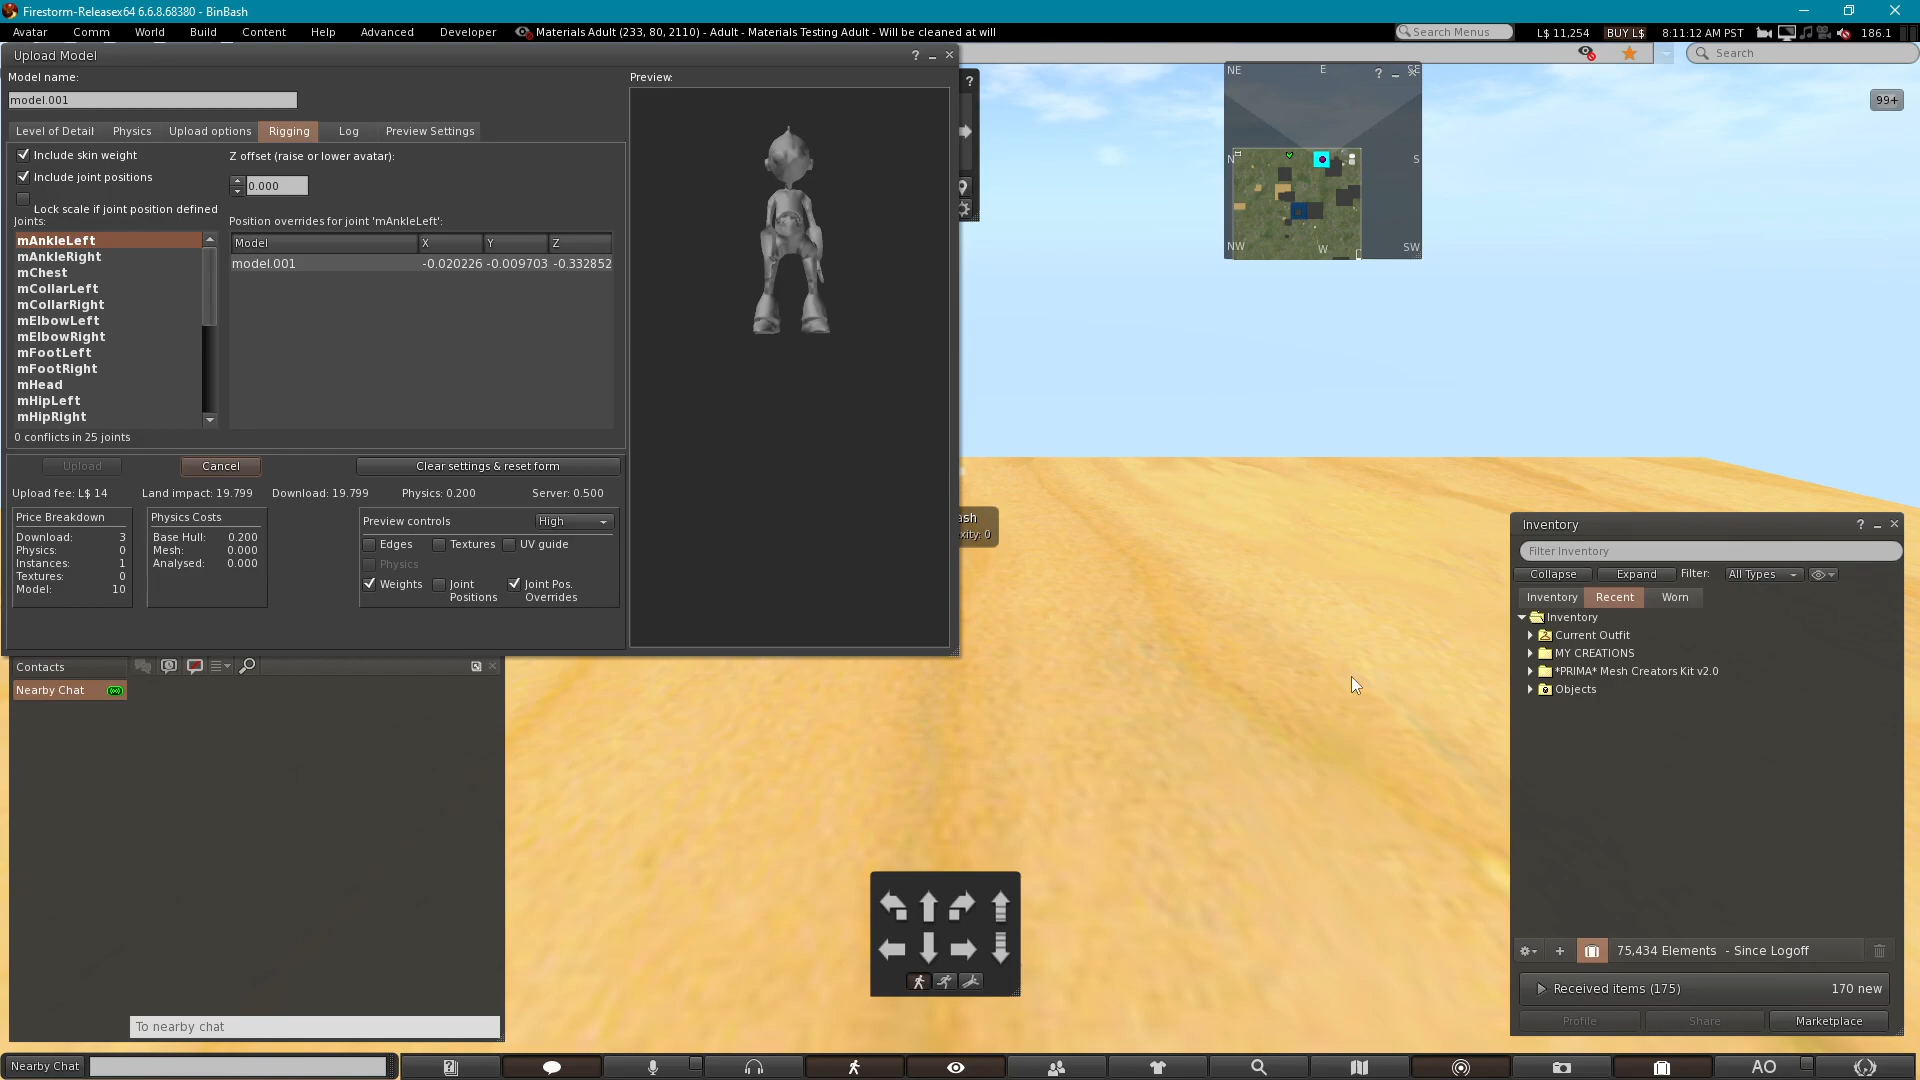 Firestorm-Releasex64 6.6.8.68380 - BinBash
Avatar Comm World Build Content Help Advanced Developer Materials Adult (233, 80, 2110) - Adult - Materials Testing Adult - Will be cleaned at will Search Menus L$ 11,254 BUY L$ 8:11:12 AM PST 186.1
Search
99+
Upload Model ? _ ×
Model name:
model.001
Level of Detail Physics Upload options Rigging Log Preview Settings
Include skin weight
Include joint positions
Lock scale if joint position defined
Z offset (raise or lower avatar):
0.000
Joints:
mAnkleLeft
mAnkleRight
mChest
mCollarLeft
mCollarRight
mElbowLeft
mElbowRight
mFootLeft
mFootRight
mHead
mHipLeft
mHipRight
0 conflicts in 25 joints
Position overrides for joint 'mAnkleLeft':
Model X Y Z
model.001 -0.020226 -0.009703 -0.332852
Upload Cancel Clear settings & reset form
Upload fee: L$ 14 Land impact: 19.799 Download: 19.799 Physics: 0.200 Server: 0.500
Price Breakdown
Download: 3
Physics: 0
Instances: 1
Textures: 0
Model: 10
Physics Costs
Base Hull: 0.200
Mesh: 0.000
Analysed: 0.000
Preview controls High
Edges Textures UV guide
Physics
Weights Joint Positions Joint Pos. Overrides
Preview:
?
ash
xity: 0
NE E SE
N S
NW W SW
Contacts
Nearby Chat
To nearby chat
Inventory
Filter Inventory
Collapse Expand Filter: All Types
Inventory Recent Worn
Inventory
Current Outfit
MY CREATIONS
*PRIMA* Mesh Creators Kit v2.0
Objects
75,434 Elements - Since Logoff
Received items (175) 170 new
Profile Share Marketplace
Nearby Chat
AO